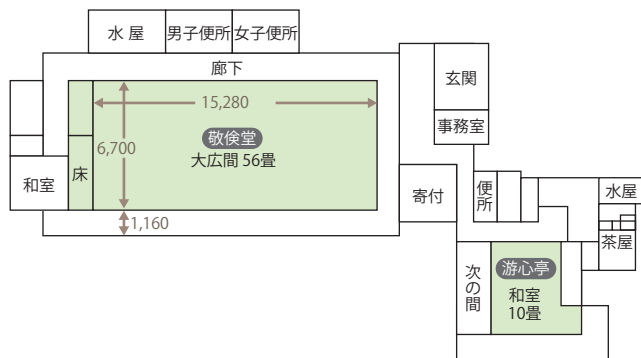 水屋
男子便所
女子便所
廊下
玄関
15,280
敬倹堂
事務室
6,700
大広間 56畳
床
和室
寄付
便所
水屋
1,160
茶屋
游心亭
次の間
和室
10畳